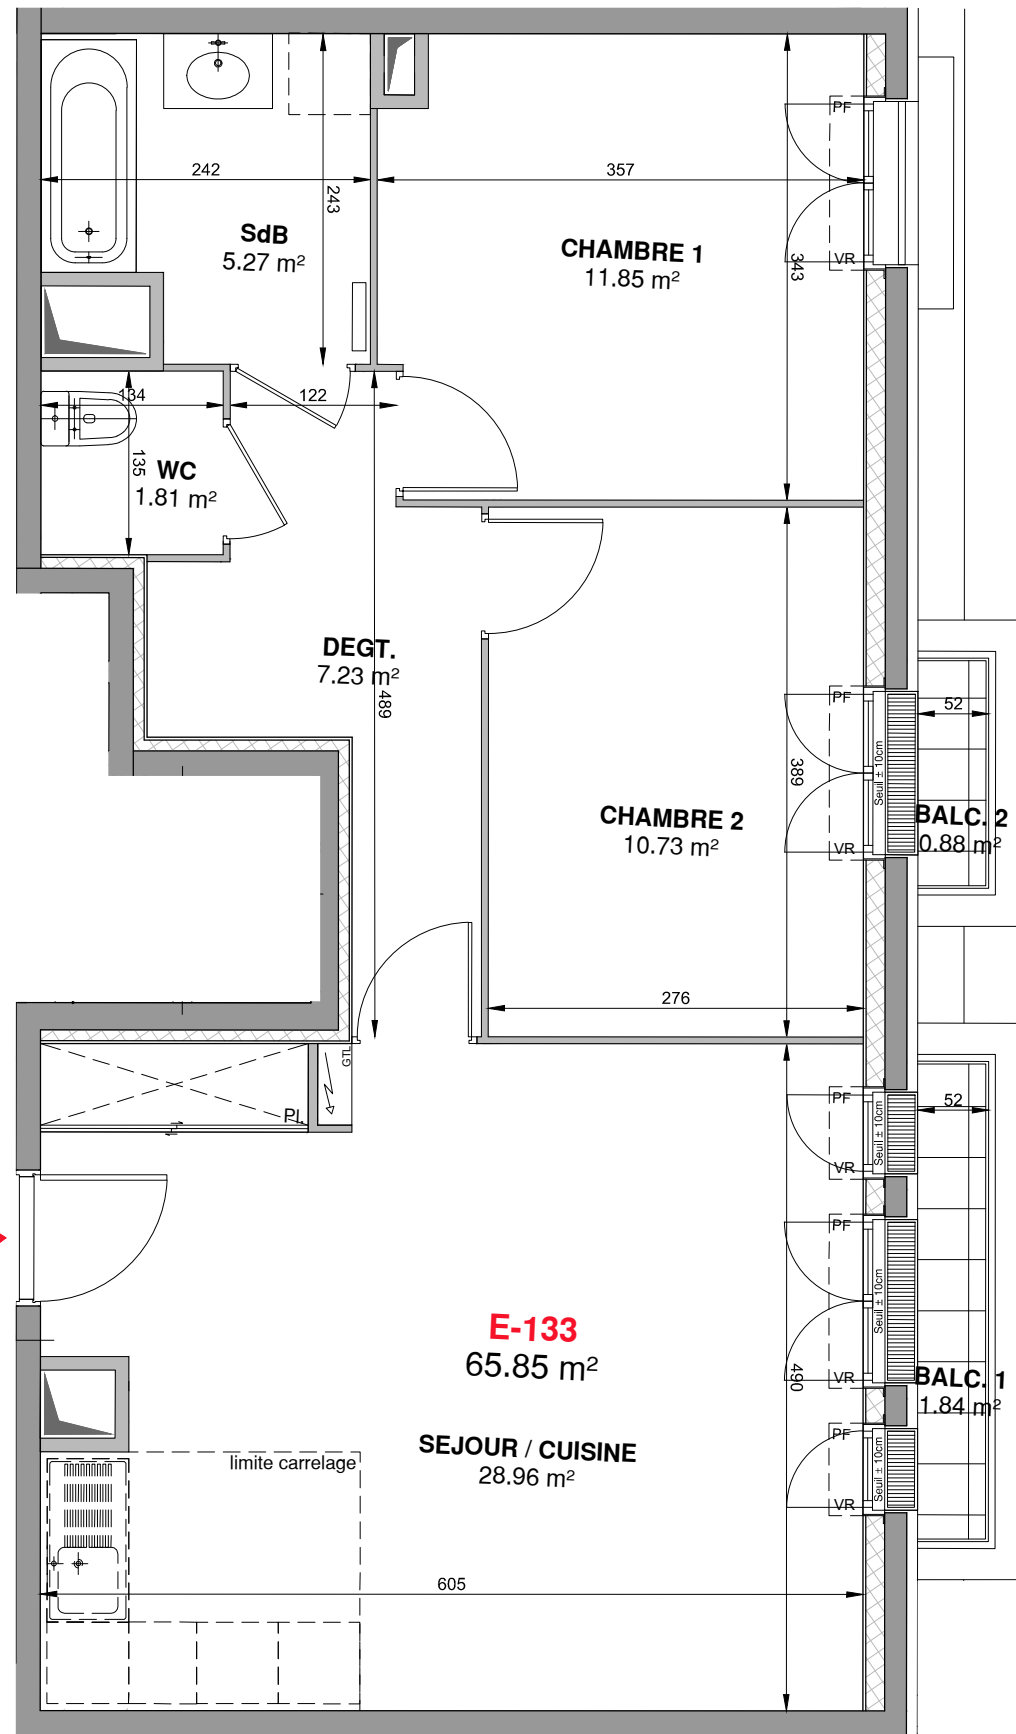 PF
242
357
243
SdB
5.27 m²
CHAMBRE 1
11.85 m²
343
VR
134
122
135
WC
1.81 m²
DEGT.
7.23 m²
489
PF
52
Seuil ± 10cm
389
CHAMBRE 2
10.73 m²
BALC. 2
0.88 m²
VR
276
GTL
Pl.
PF
52
Seuil ± 10cm
VR
PF
Seuil ± 10cm
E-133
65.85 m²
490
VR
BALC. 1
1.84 m²
SEJOUR / CUISINE
28.96 m²
PF
limite carrelage
Seuil ± 10cm
VR
605